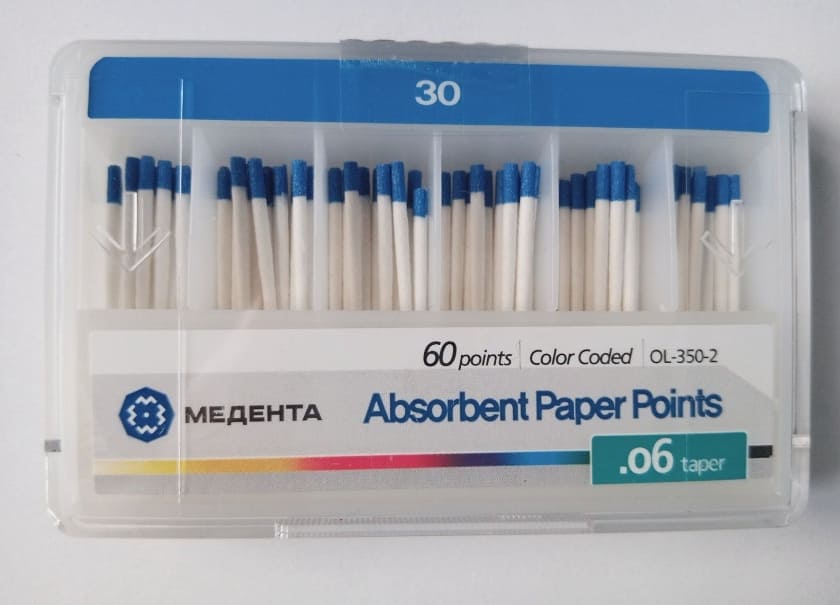 30
60 points | Color Coded | OL-350-2
МЕДЕНТА
Absorbent Paper Points
.06 taper